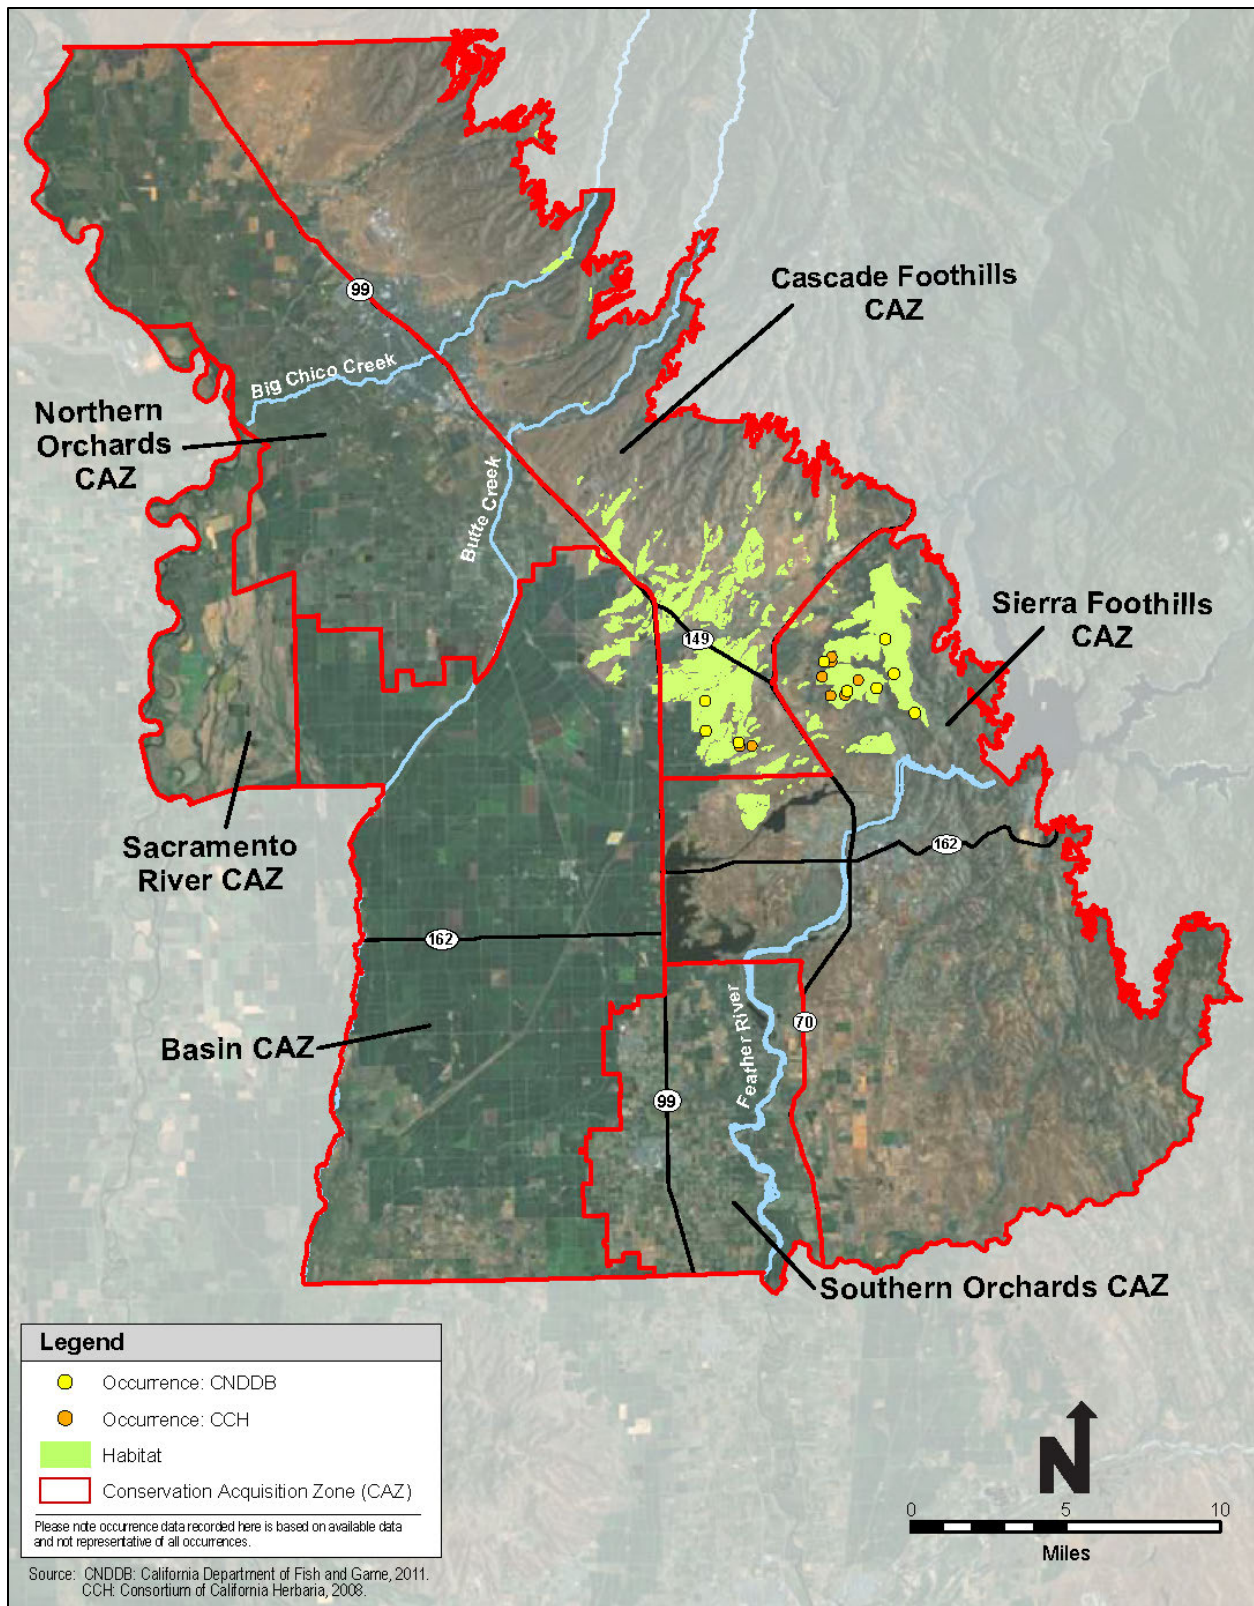 Cascade Foothills
CAZ
99
Big Chico Creek
Northern
Orchards
CAZ
Butte Creek
Sierra Foothills
CAZ
149
Sacramento
River CAZ
162
162
Basin CAZ
Feather River
70
99
Southern Orchards CAZ
Legend
Occurrence: CNDDB
Occurrence: CCH
Habitat
Conservation Acquisition Zone (CAZ)
Please note occurrence data recorded here is based on available data
and not representative of all occurrences.
Source: CNDDB: California Department of Fish and Game, 2011.
CCH: Consortium of California Herbaria, 2008.
N
0 5 10
Miles